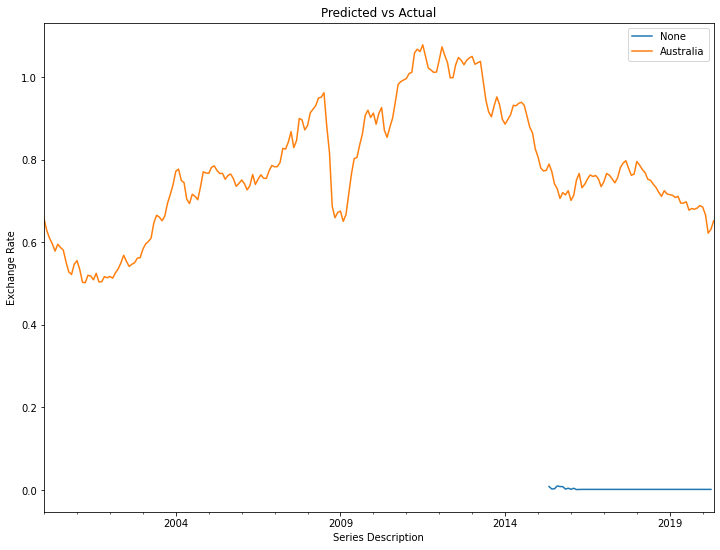 Predicted vs Actual
None
Australia
Exchange Rate
1.0
0.8
0.6
0.4
0.2
0.0
2004
2009
2014
2019
Series Description